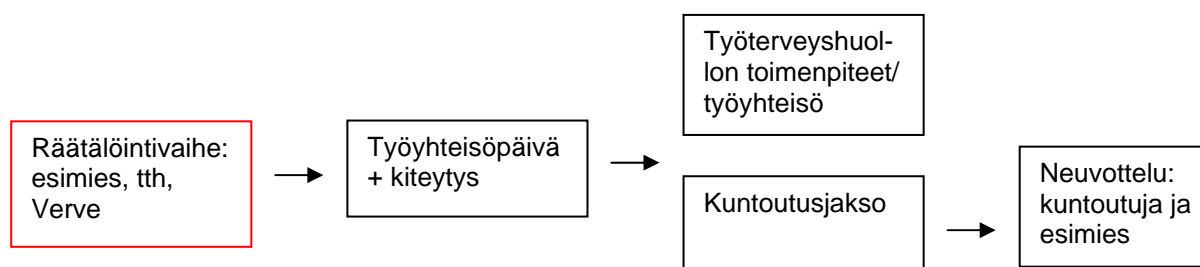 Räätälöintivaihe:
esimies, tth,
Verve
Työyhteisöpäivä
+ kiteytys
Työterveyshuol-
lon toimenpiteet/
työyhteisö
Kuntoutusjakso
Neuvottelu:
kuntoutuja ja
esimies